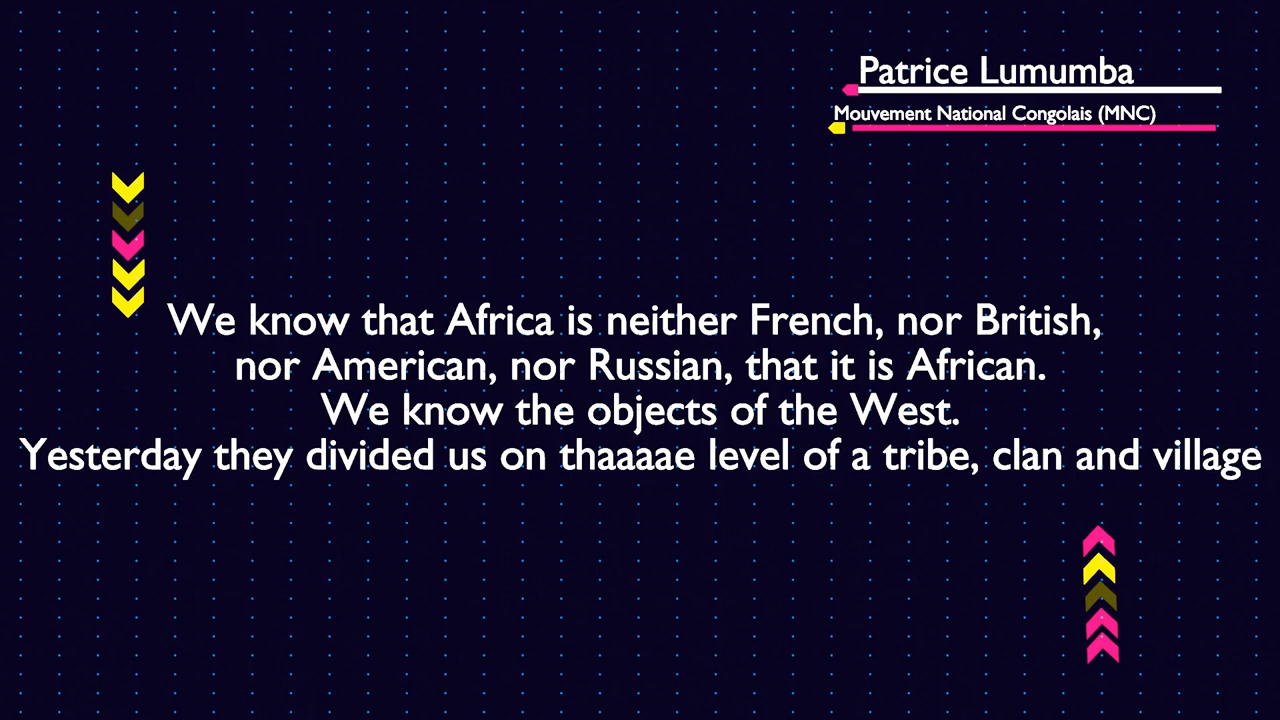 Patrice Lumumba
Mouvement National Congolais (MNC)
We know that Africa is neither French, nor British,
nor American, nor Russian, that it is African.
We know the objects of the West.
Yesterday they divided us on thaaaae level of a tribe, clan and village